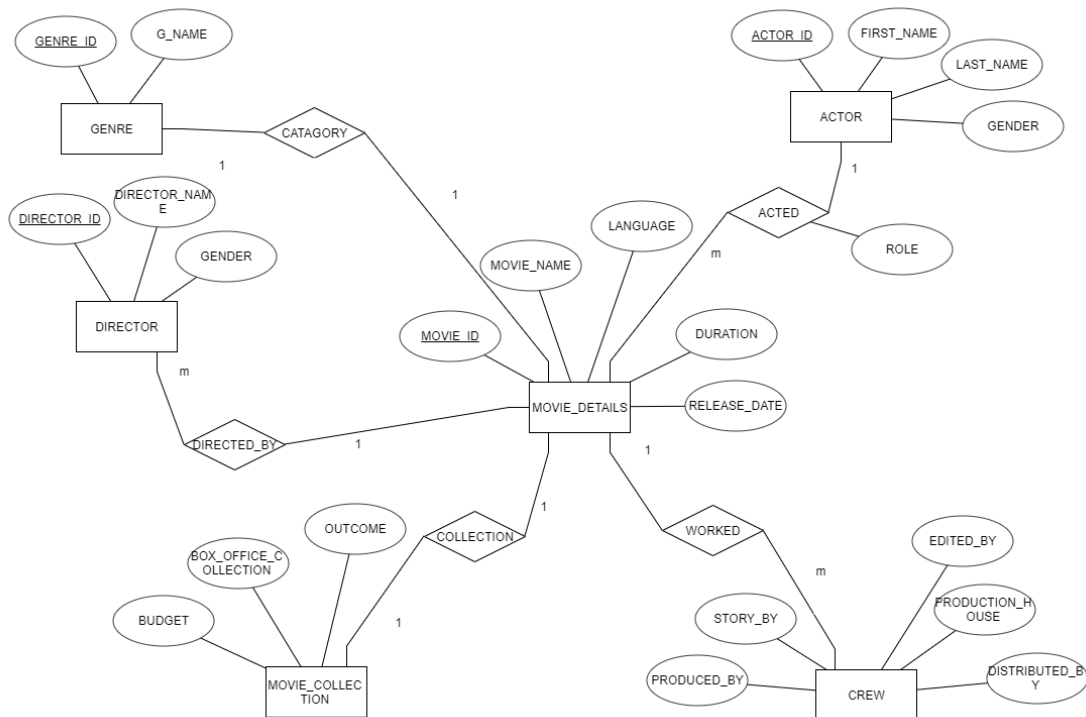 GENRE_ID
G_NAME
GENRE
CATAGORY
1
1
ACTOR_ID
FIRST_NAME
LAST_NAME
GENDER
ACTOR
1
ACTED
ROLE
m
DIRECTOR_ID
DIRECTOR_NAM
E
GENDER
DIRECTOR
m
DIRECTED_BY
1
LANGUAGE
MOVIE_NAME
MOVIE_ID
DURATION
RELEASE_DATE
MOVIE_DETAILS
1
COLLECTION
1
OUTCOME
BOX_OFFICE_C
OLLECTION
BUDGET
MOVIE_COLLEC
TION
1
WORKED
m
EDITED_BY
PRODUCTION_H
OUSE
STORY_BY
PRODUCED_BY
DISTRIBUTED_B
Y
CREW